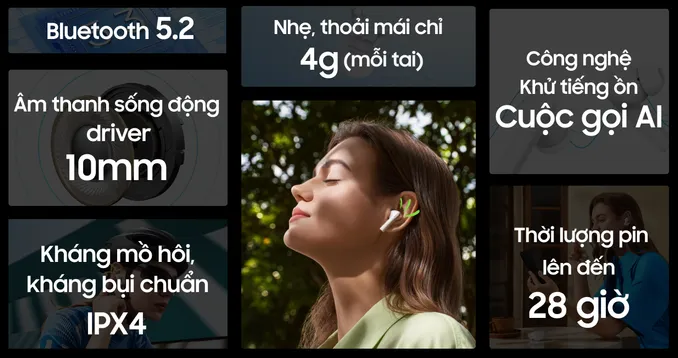 Bluetooth 5.2
Nhẹ, thoải mái chỉ
4g (mỗi tai)
Công nghệ
Khử tiếng ồn
Cuộc gọi AI
Âm thanh sống động
driver
10mm
Kháng mồ hôi,
kháng bụi chuẩn
IPX4
Thời lượng pin
lên đến
28 giờ